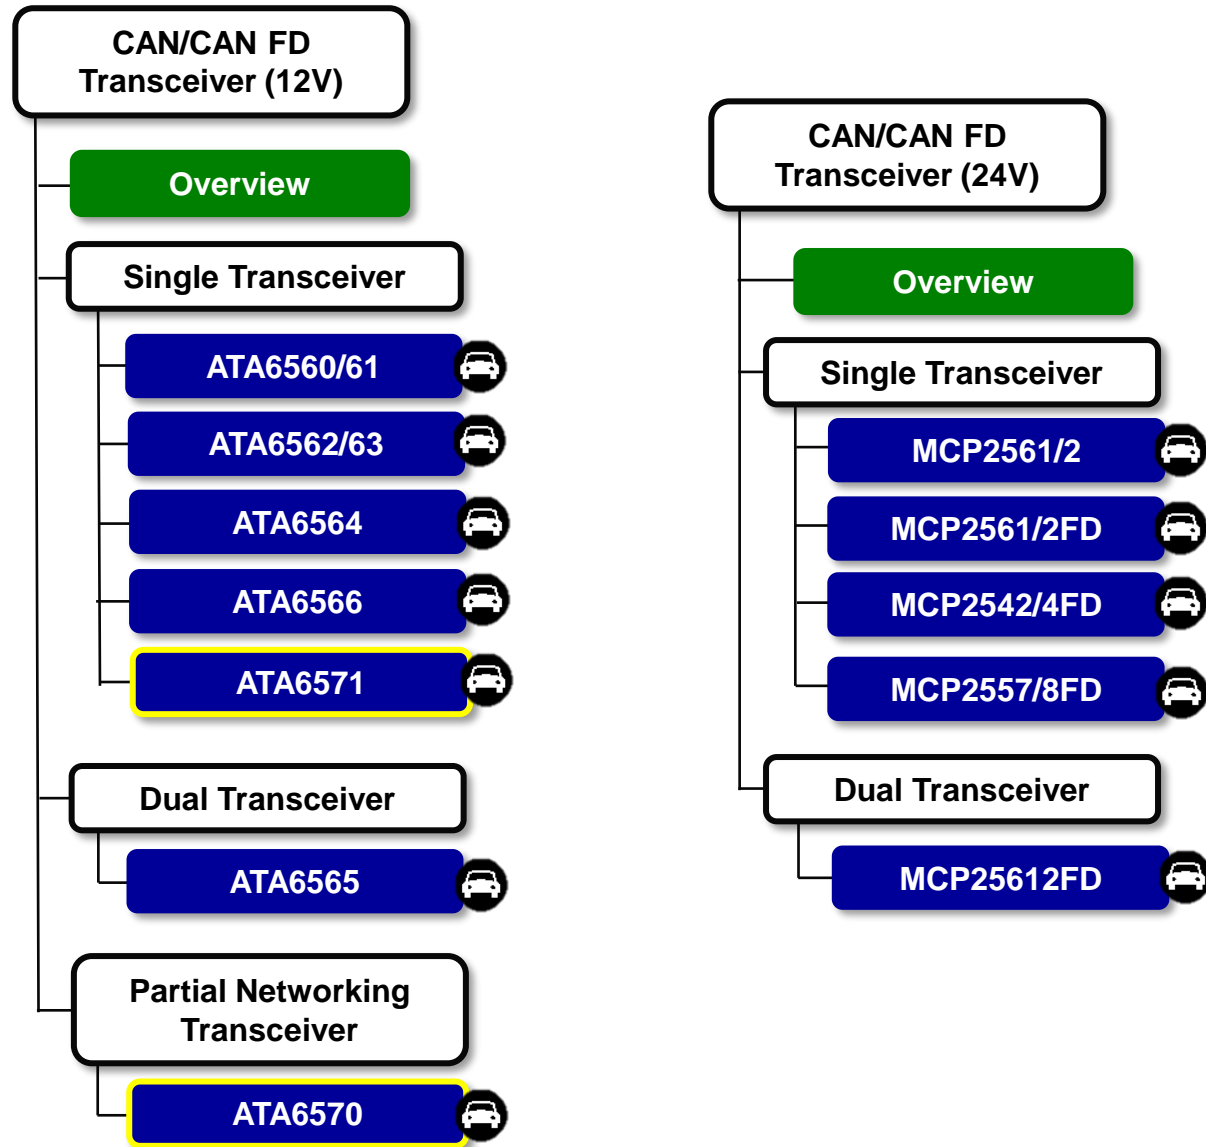 CAN/CAN FD
Transceiver (12V)
Overview
Single Transceiver
ATA6560/61
ATA6562/63
ATA6564
ATA6566
ATA6571
Dual Transceiver
ATA6565
Partial Networking
Transceiver
ATA6570
CAN/CAN FD
Transceiver (24V)
Overview
Single Transceiver
MCP2561/2
MCP2561/2FD
MCP2542/4FD
MCP2557/8FD
Dual Transceiver
MCP25612FD